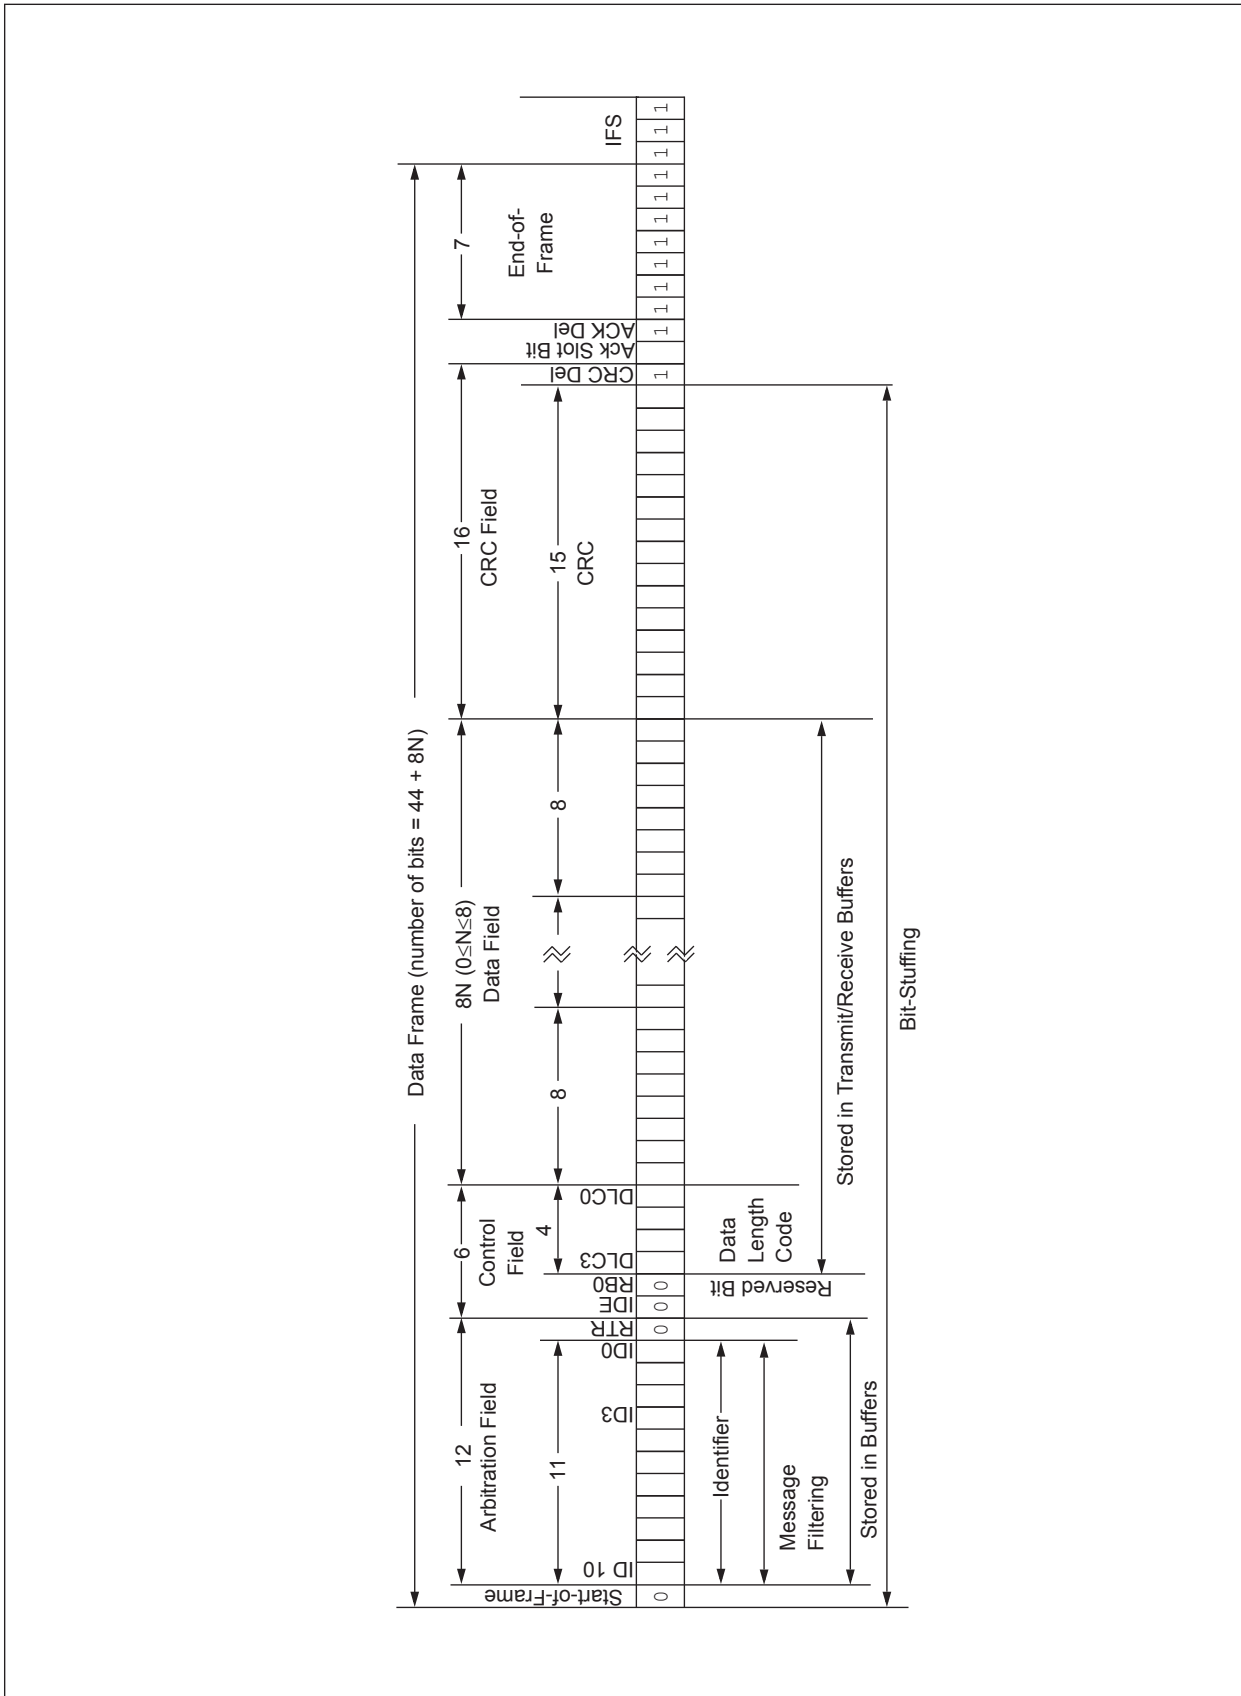 Data Frame (number of bits = 44 + 8N)
12
Arbitration Field
6
Control
Field
8N (0≤N≤8)
Data Field
16
CRC Field
7
End-of-
Frame
IFS
11
4
8
8
15
CRC
Start-of-Frame
ID 10
ID3
ID0
RTR
IDE
RB0
DLC3
DLC0
CRC Del
Ack Slot Bit
ACK Del
0
0
0
0
1
1
1
1
1
1
1
1
1
1
1
1
Identifier
Message
Filtering
Stored in Buffers
Reserved Bit
Data
Length
Code
Stored in Transmit/Receive Buffers
Bit-Stuffing